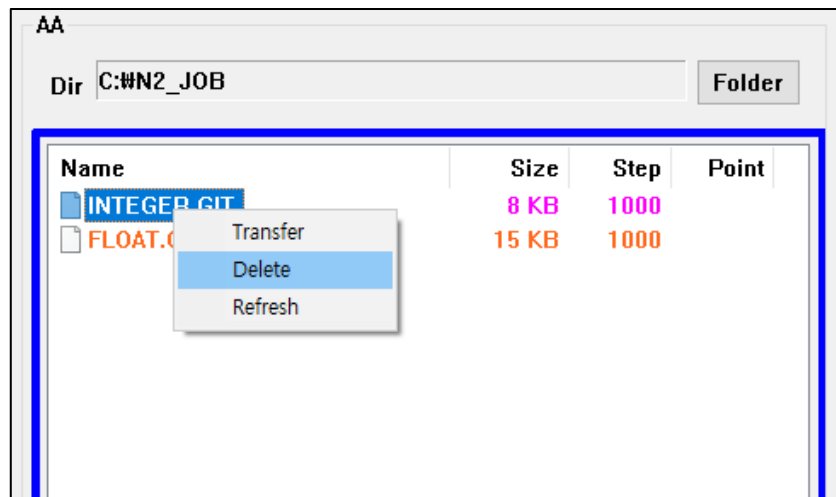 AA
Dir C:₩N2_JOB Folder
Name Size Step Point
INTEGER.GIT 8 KB 1000
FLOAT. 15 KB 1000
Transfer
Delete
Refresh